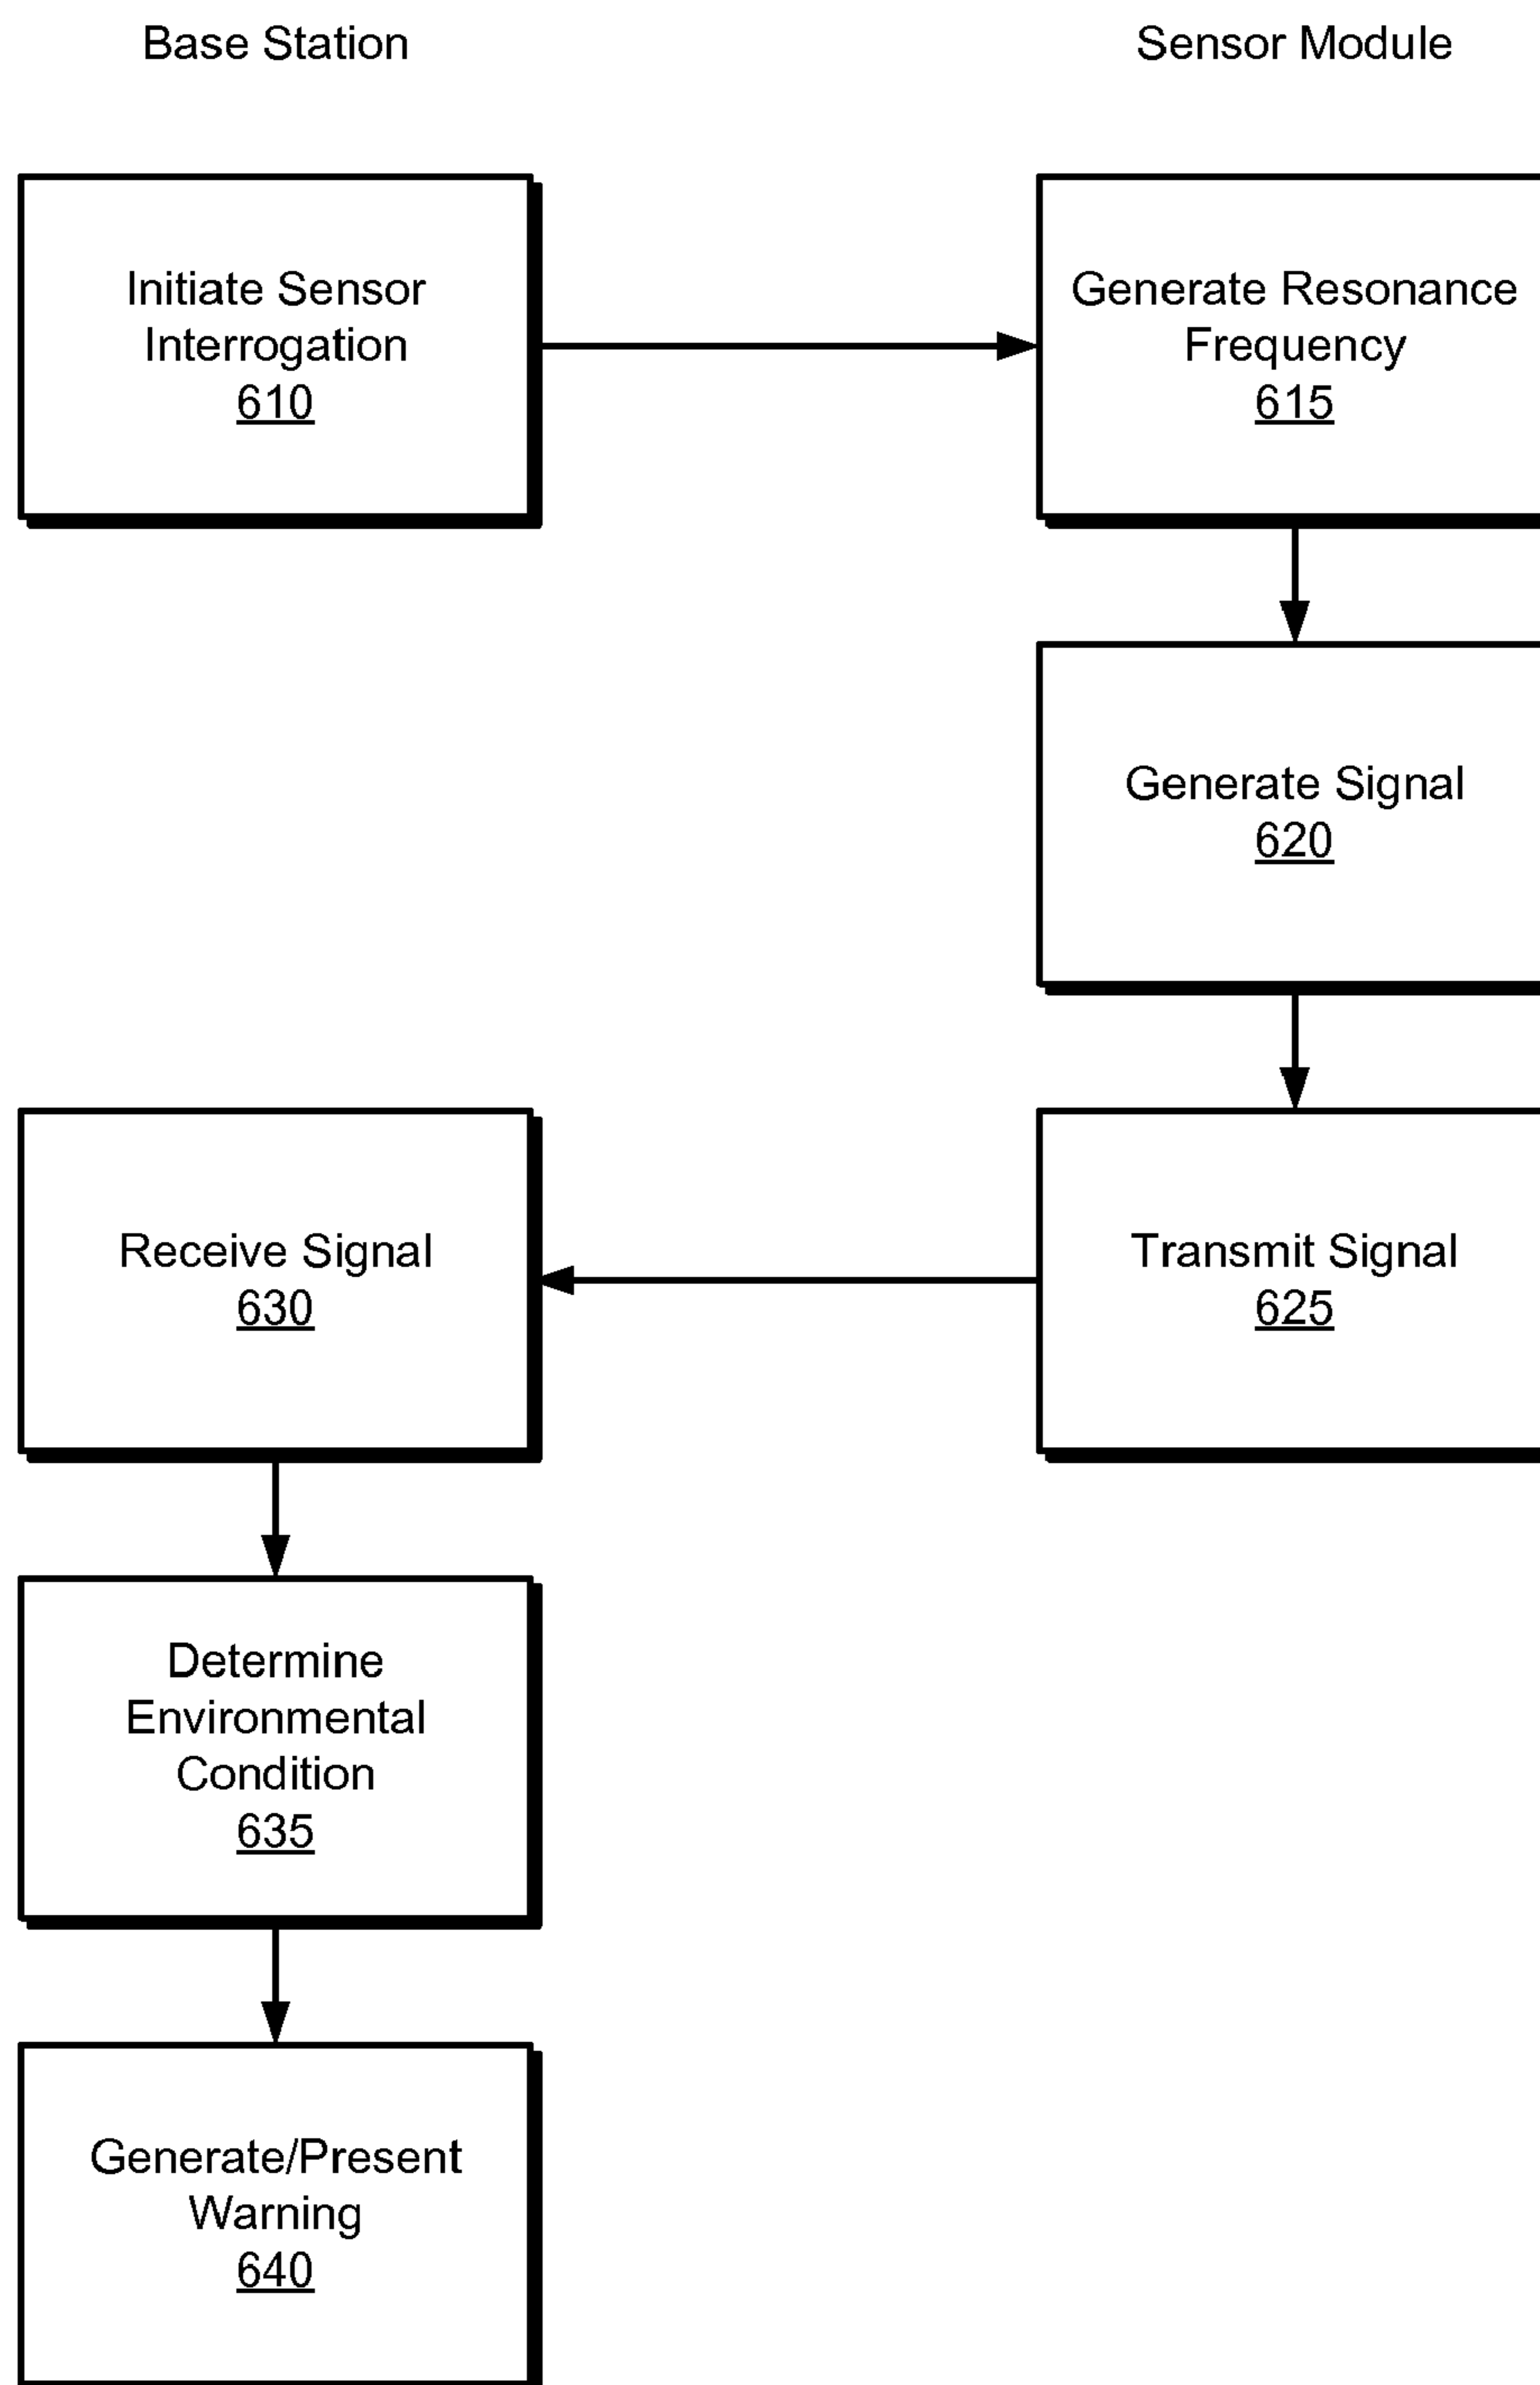 Base Station
Sensor Module
Initiate Sensor
Interrogation
610
Generate Resonance
Frequency
615
Generate Signal
620
Transmit Signal
625
Receive Signal
630
Determine
Environmental
Condition
635
Generate/Present
Warning
640